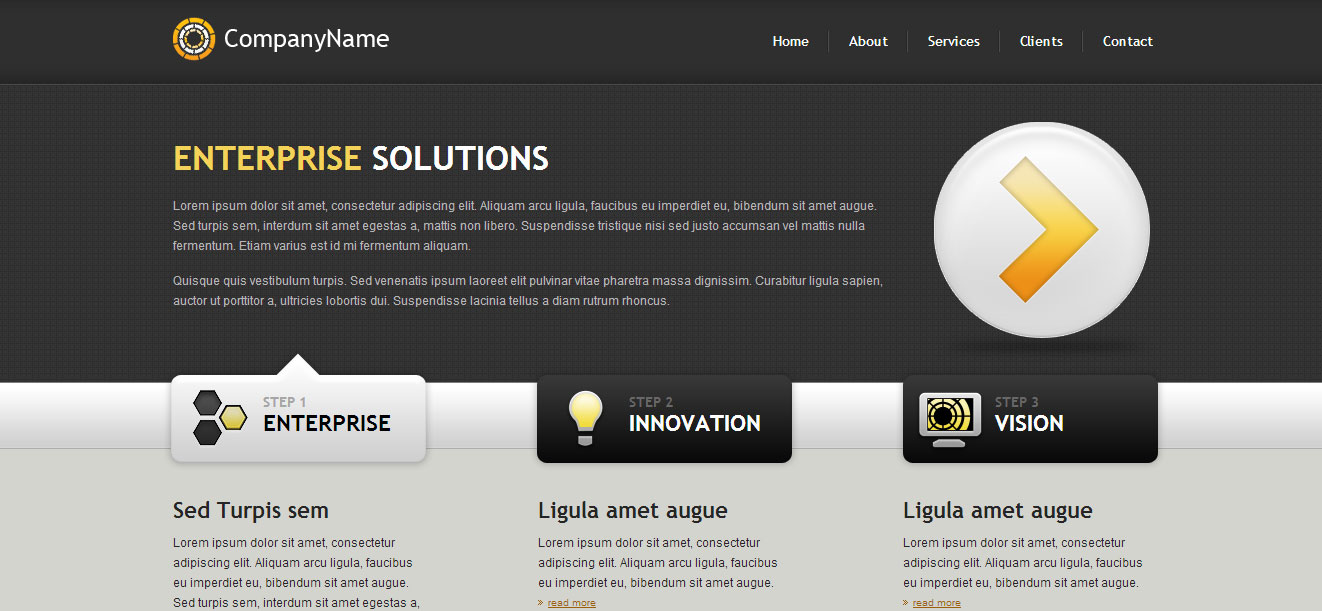 CompanyName
Home About Services Clients Contact
ENTERPRISE SOLUTIONS
Lorem ipsum dolor sit amet, consectetur adipiscing elit. Aliquam arcu ligula, faucibus eu imperdiet eu, bibendum sit amet augue.
Sed turpis sem, interdum sit amet egestas a, mattis non libero. Suspendisse tristique nisi sed justo accumsan vel mattis nulla
fermentum. Etiam varius est id mi fermentum aliquam.
Quisque quis vestibulum turpis. Sed venenatis ipsum laoreet elit pulvinar vitae pharetra massa dignissim. Curabitur ligula sapien,
auctor ut porttitor a, ultricies lobortis dui. Suspendisse lacinia tellus a diam rutrum rhoncus.
STEP 1
ENTERPRISE
STEP 2
INNOVATION
STEP 3
VISION
Sed Turpis sem
Lorem ipsum dolor sit amet, consectetur
adipiscing elit. Aliquam arcu ligula, faucibus
eu imperdiet eu, bibendum sit amet augue.
Sed turpis sem, interdum sit amet egestas a,
Ligula amet augue
Lorem ipsum dolor sit amet, consectetur
adipiscing elit. Aliquam arcu ligula, faucibus
eu imperdiet eu, bibendum sit amet augue.
» read more
Ligula amet augue
Lorem ipsum dolor sit amet, consectetur
adipiscing elit. Aliquam arcu ligula, faucibus
eu imperdiet eu, bibendum sit amet augue.
» read more